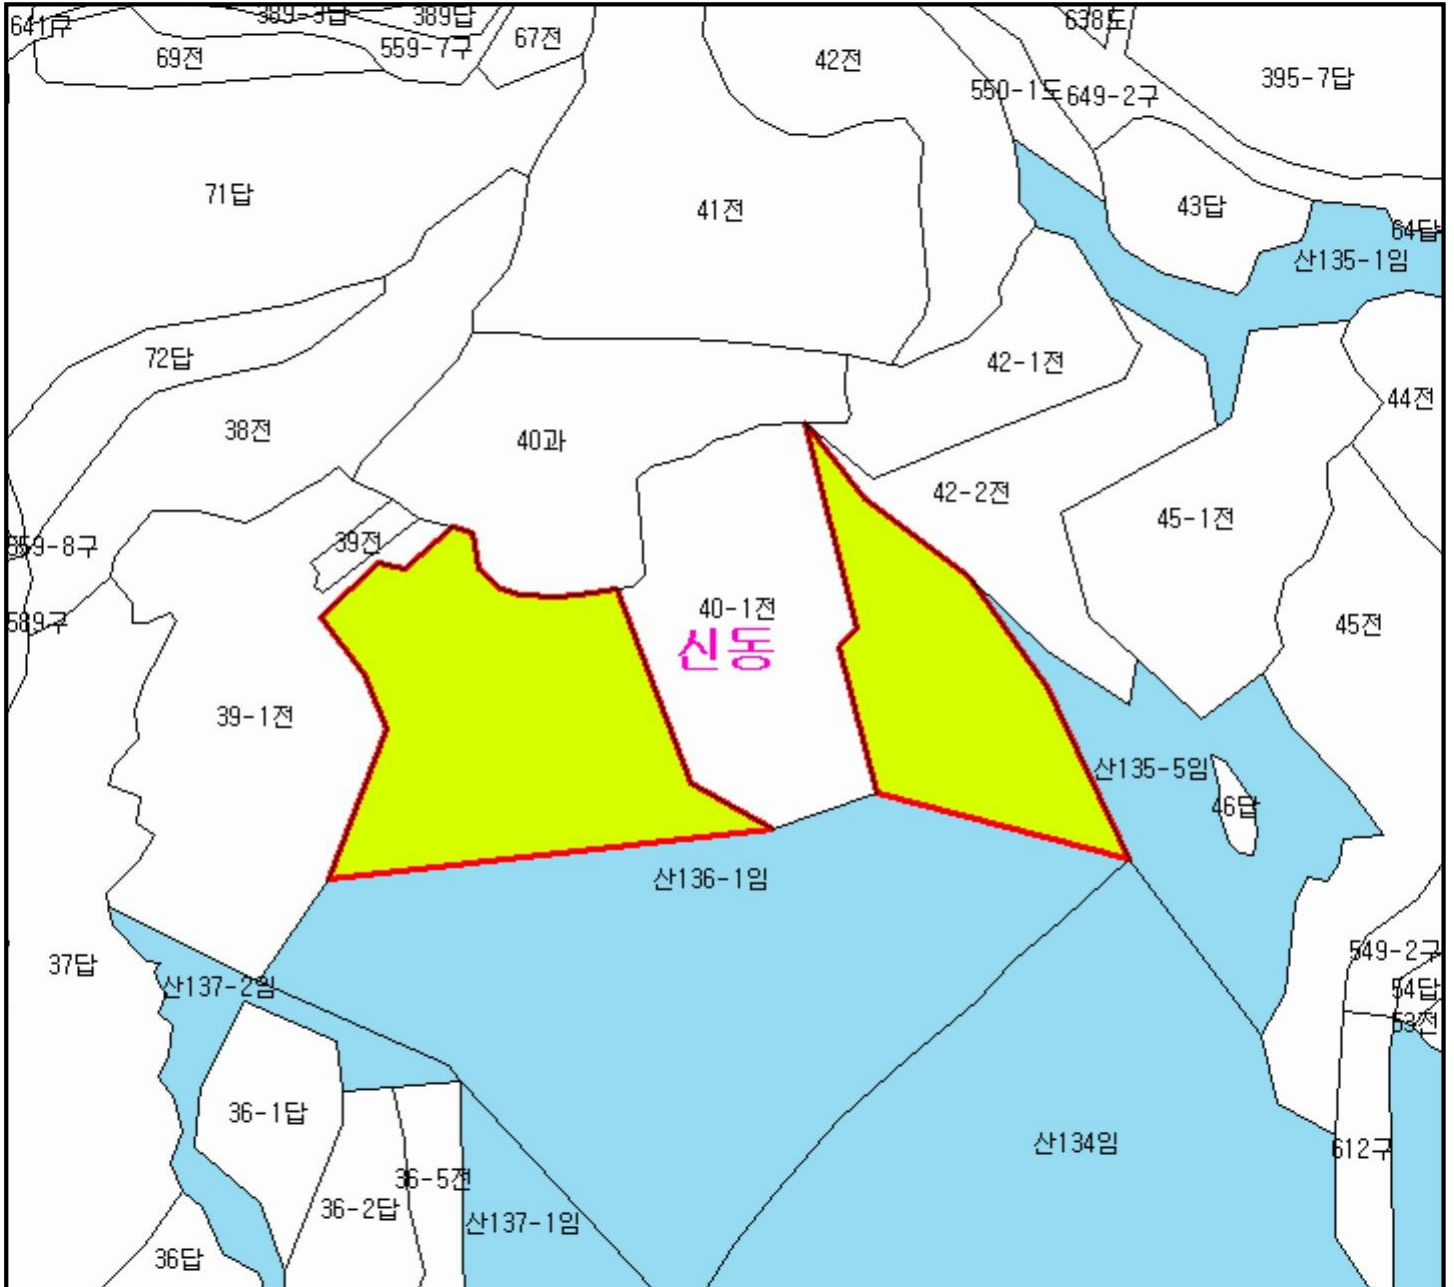 641구
389-3답
389답
638도
69전
559-7구
67전
42전
395-7답
550-1도
649-2구
71답
41전
43답
64답
산135-1임
72답
42-1전
44전
38전
40과
42-2전
45-1전
39전
559-8구
40-1전
589구
45전
신동
39-1전
산135-5임
46답
산136-1임
549-2구
37답
산137-2임
54답
53전
36-1답
산134임
612구
36-5전
36-2답
산137-1임
36답